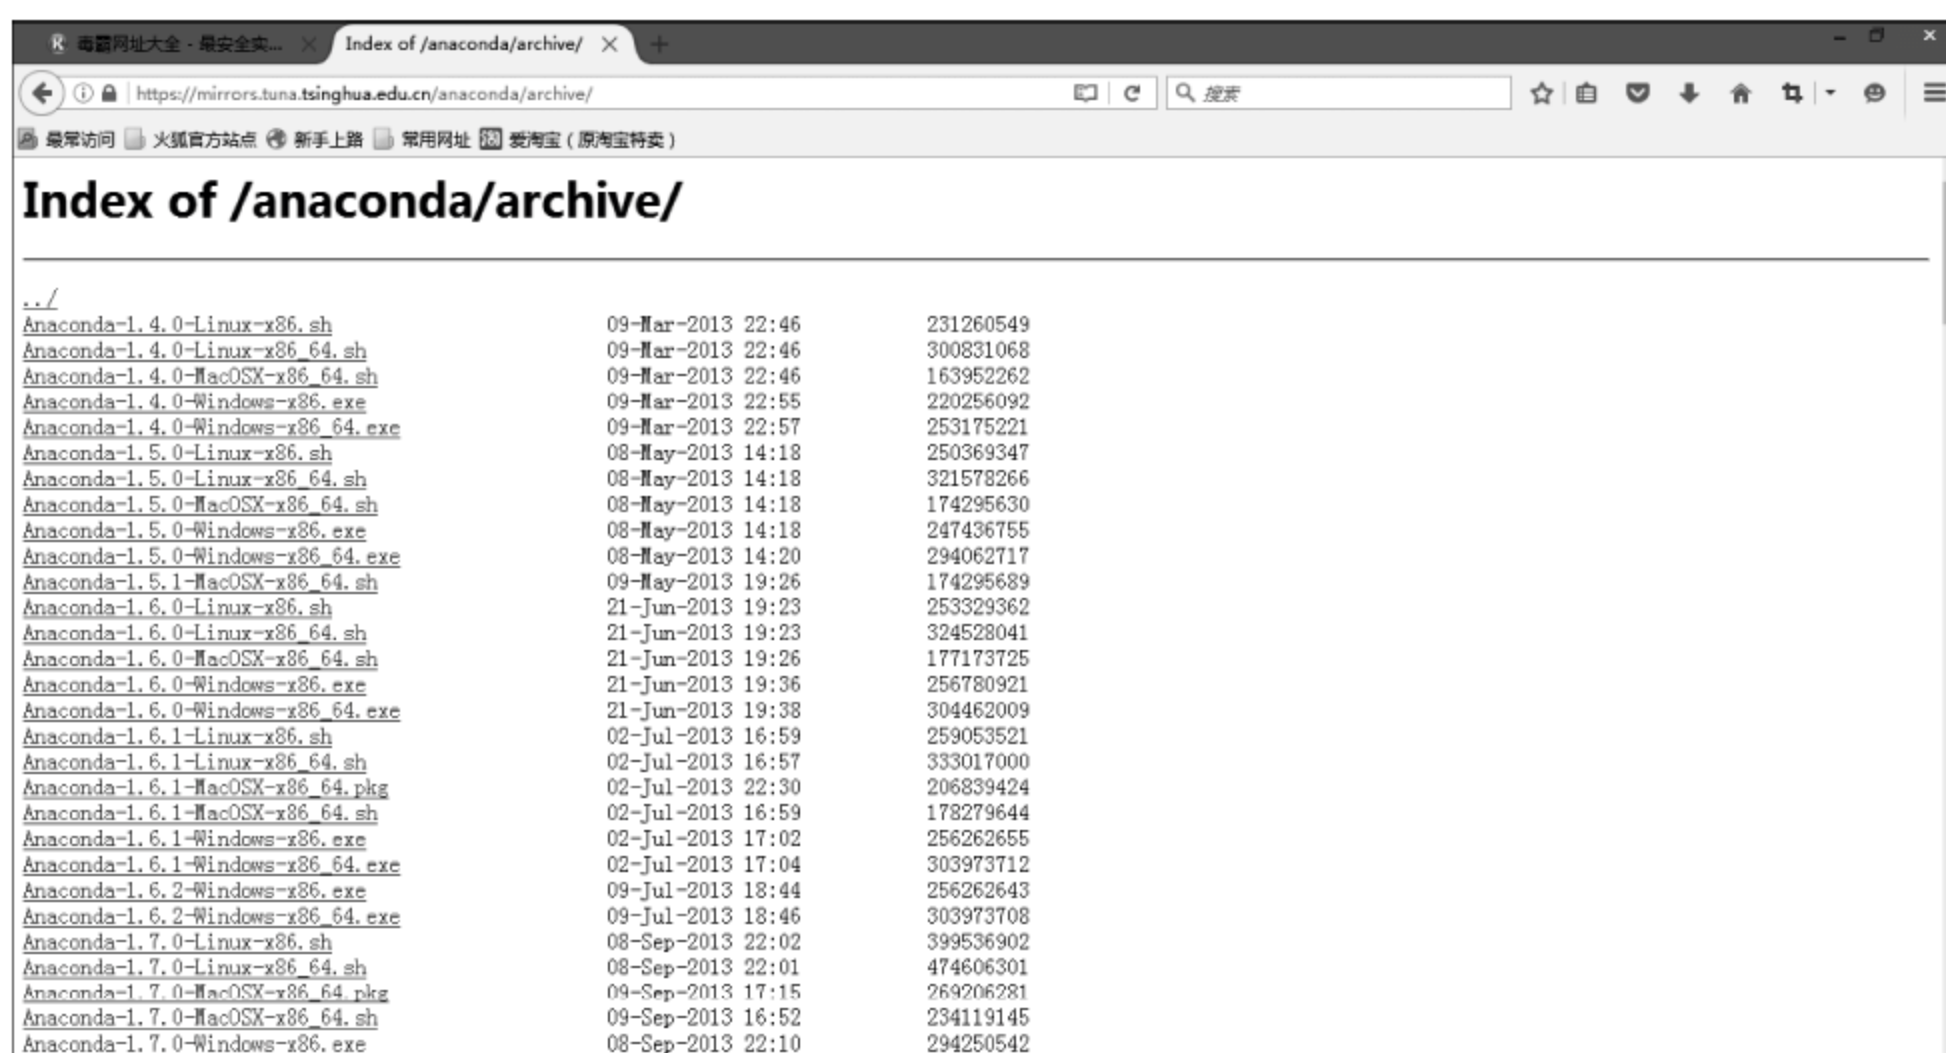 毒霸网址大全 - 最安全实... Index of /anaconda/archive/
https://mirrors.tuna.tsinghua.edu.cn/anaconda/archive/ 搜索
最常访问 火狐官方站点 新手上路 常用网址 爱淘宝（原淘宝特卖）
Index of /anaconda/archive/
../
Anaconda-1.4.0-Linux-x86.sh 09-Mar-2013 22:46 231260549
Anaconda-1.4.0-Linux-x86_64.sh 09-Mar-2013 22:46 300831068
Anaconda-1.4.0-MacOSX-x86_64.sh 09-Mar-2013 22:46 163952262
Anaconda-1.4.0-Windows-x86.exe 09-Mar-2013 22:55 220256092
Anaconda-1.4.0-Windows-x86_64.exe 09-Mar-2013 22:57 253175221
Anaconda-1.5.0-Linux-x86.sh 08-May-2013 14:18 250369347
Anaconda-1.5.0-Linux-x86_64.sh 08-May-2013 14:18 321578266
Anaconda-1.5.0-MacOSX-x86_64.sh 08-May-2013 14:18 174295630
Anaconda-1.5.0-Windows-x86.exe 08-May-2013 14:18 247436755
Anaconda-1.5.0-Windows-x86_64.exe 08-May-2013 14:20 294062717
Anaconda-1.5.1-MacOSX-x86_64.sh 09-May-2013 19:26 174295689
Anaconda-1.6.0-Linux-x86.sh 21-Jun-2013 19:23 253329362
Anaconda-1.6.0-Linux-x86_64.sh 21-Jun-2013 19:23 324528041
Anaconda-1.6.0-MacOSX-x86_64.sh 21-Jun-2013 19:26 177173725
Anaconda-1.6.0-Windows-x86.exe 21-Jun-2013 19:36 256780921
Anaconda-1.6.0-Windows-x86_64.exe 21-Jun-2013 19:38 304462009
Anaconda-1.6.1-Linux-x86.sh 02-Jul-2013 16:59 259053521
Anaconda-1.6.1-Linux-x86_64.sh 02-Jul-2013 16:57 333017000
Anaconda-1.6.1-MacOSX-x86_64.pkg 02-Jul-2013 22:30 206839424
Anaconda-1.6.1-MacOSX-x86_64.sh 02-Jul-2013 16:59 178279644
Anaconda-1.6.1-Windows-x86.exe 02-Jul-2013 17:02 256262655
Anaconda-1.6.1-Windows-x86_64.exe 02-Jul-2013 17:04 303973712
Anaconda-1.6.2-Windows-x86.exe 09-Jul-2013 18:44 256262643
Anaconda-1.6.2-Windows-x86_64.exe 09-Jul-2013 18:46 303973708
Anaconda-1.7.0-Linux-x86.sh 08-Sep-2013 22:02 399536902
Anaconda-1.7.0-Linux-x86_64.sh 08-Sep-2013 22:01 474606301
Anaconda-1.7.0-MacOSX-x86_64.pkg 09-Sep-2013 17:15 269206281
Anaconda-1.7.0-MacOSX-x86_64.sh 09-Sep-2013 16:52 234119145
Anaconda-1.7.0-Windows-x86.exe 08-Sep-2013 22:10 294250542